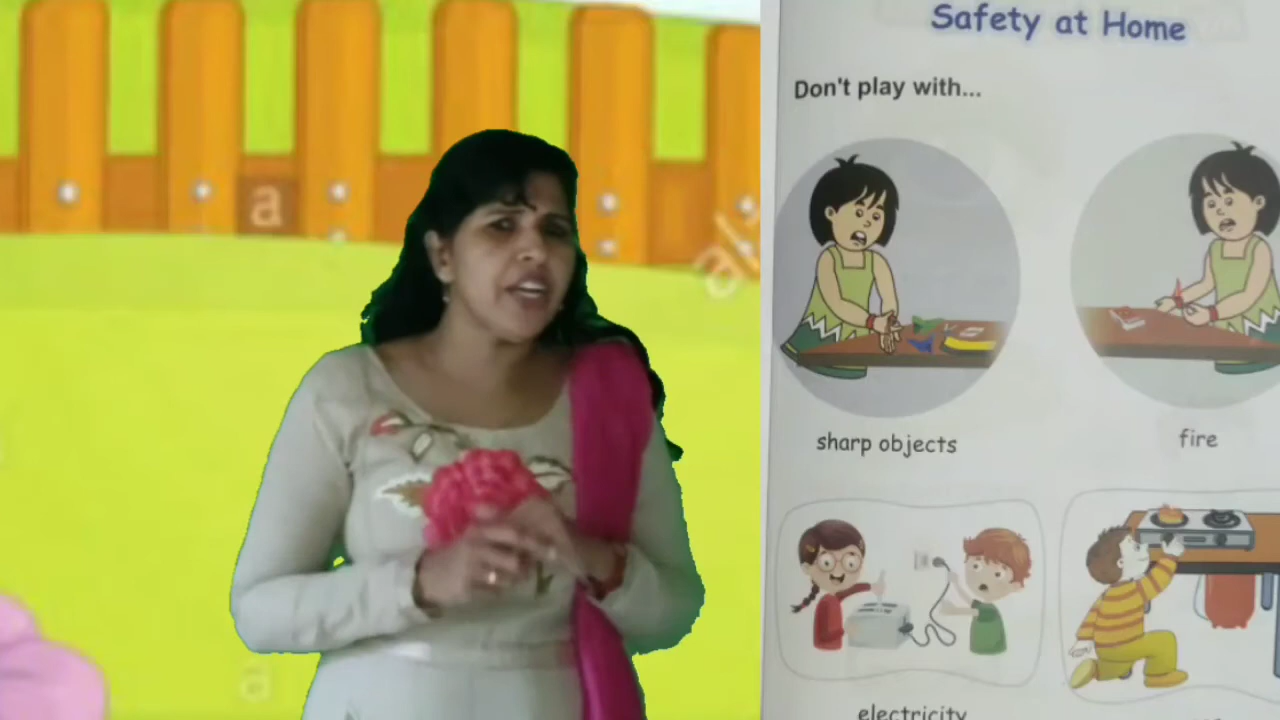 Safety at Home
Don't play with...
sharp objects
fire
electricity
a
a